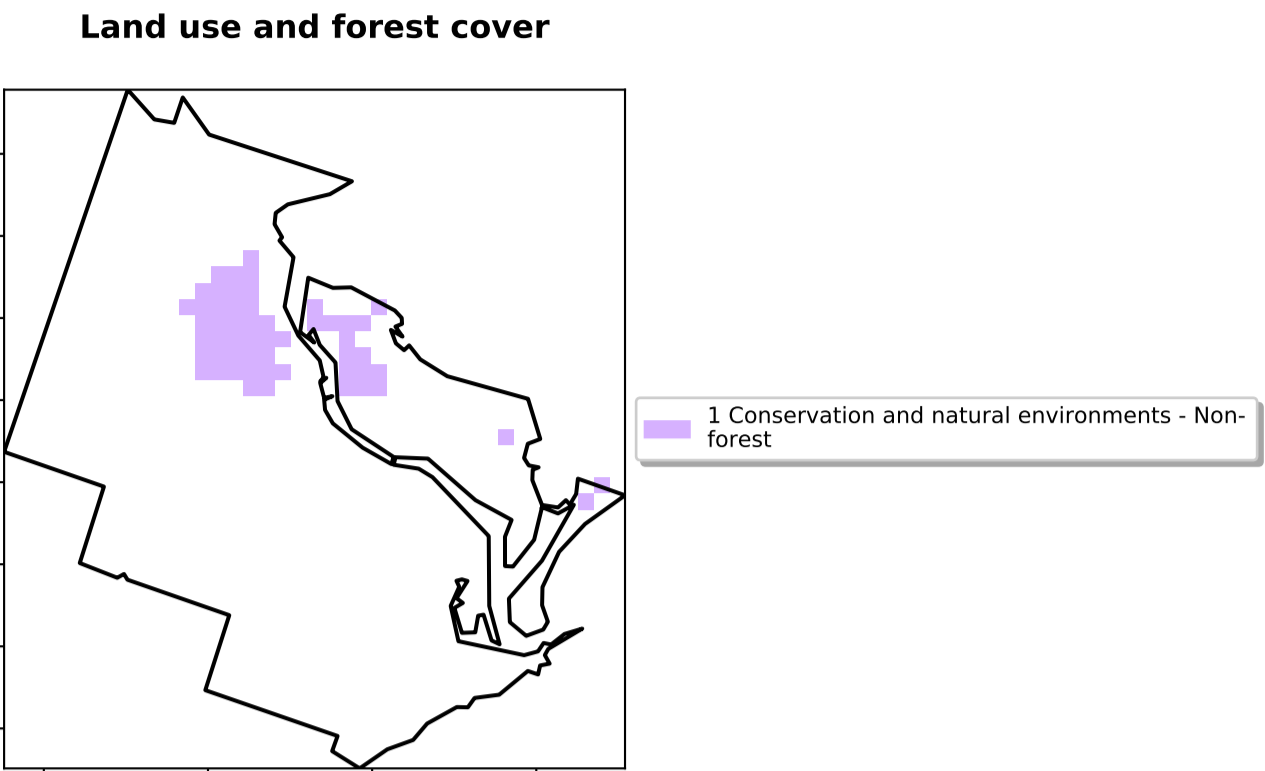 Land use and forest cover
1 Conservation and natural environments - Non-
forest